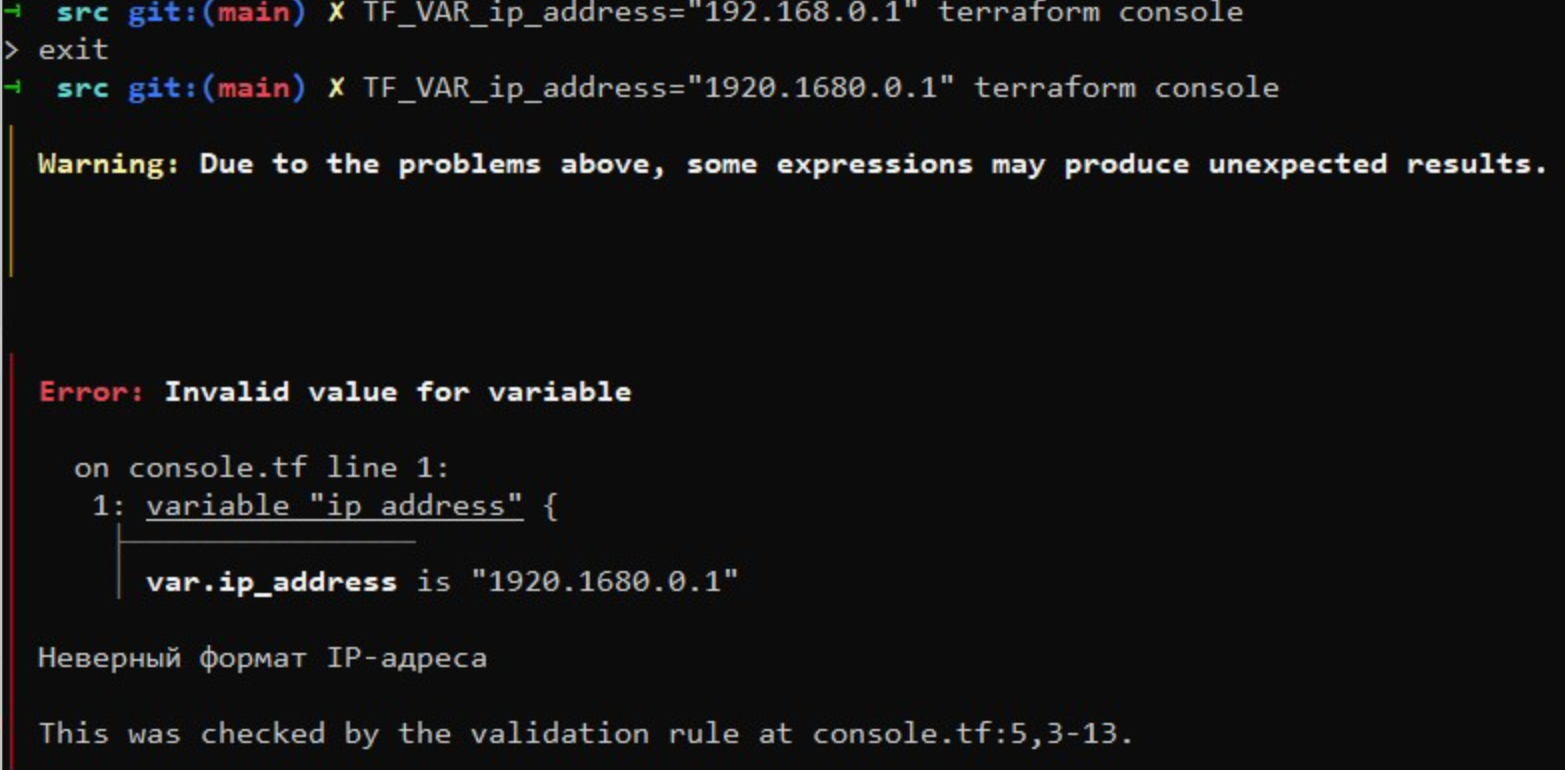 → src git:(main) ✗ TF_VAR_ip_address="192.168.0.1" terraform console
> exit
→ src git:(main) ✗ TF_VAR_ip_address="1920.1680.0.1" terraform console
Warning: Due to the problems above, some expressions may produce unexpected results.
Error: Invalid value for variable
on console.tf line 1:
1: variable "ip_address" {
var.ip_address is "1920.1680.0.1"
Неверный формат IP-адреса
This was checked by the validation rule at console.tf:5,3-13.